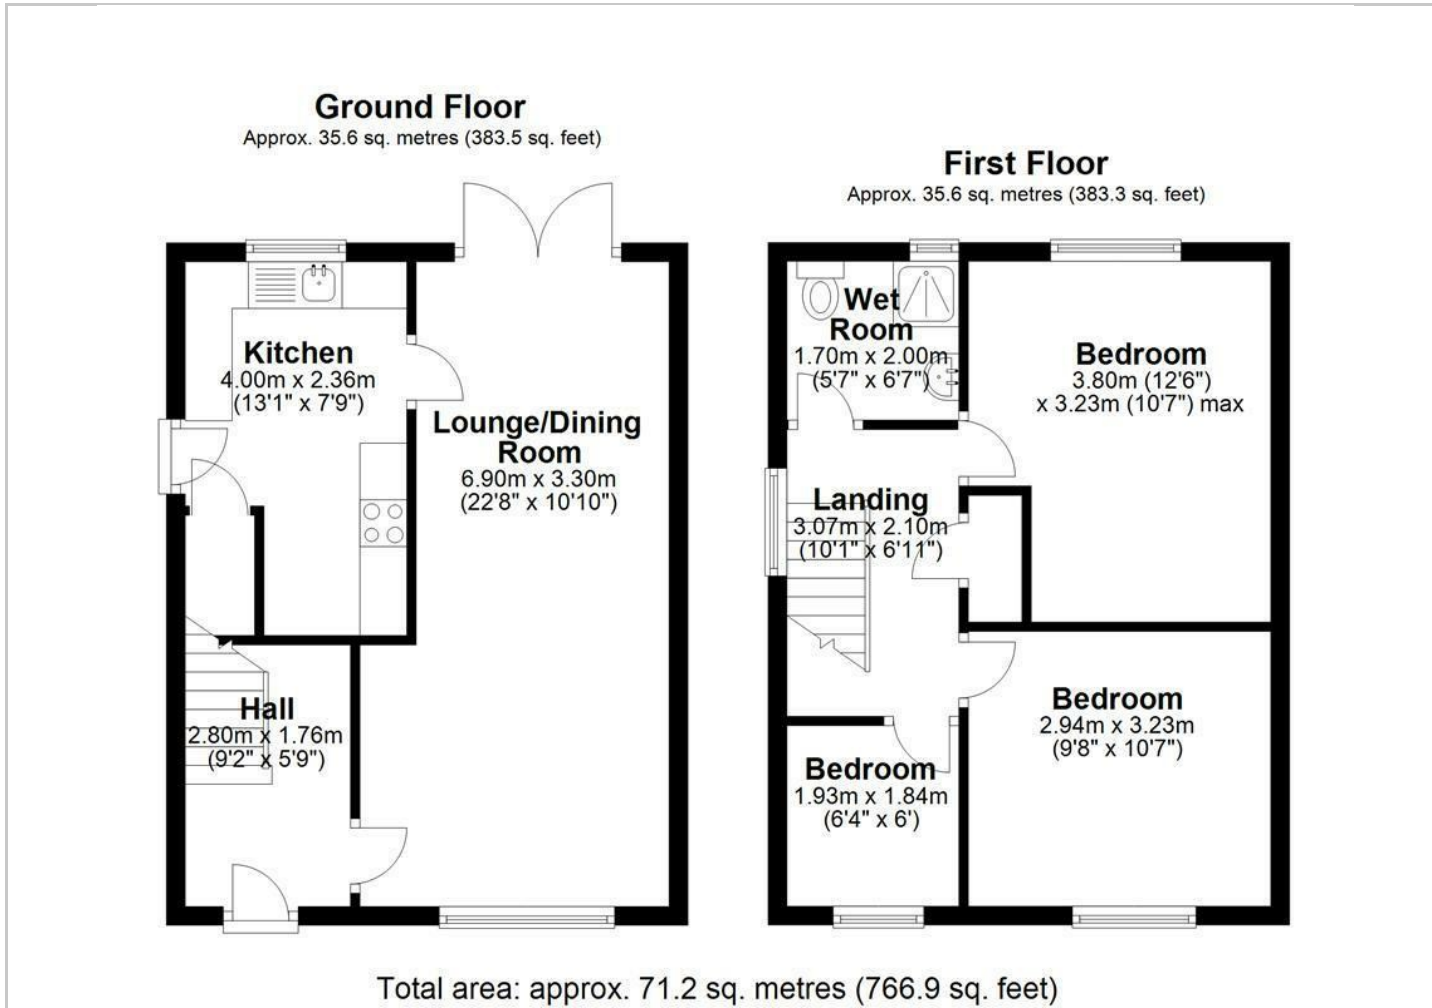 Ground Floor
Approx. 35.6 sq. metres (383.5 sq. feet)
Kitchen
4.00m x 2.36m
(13'1" x 7'9")
Lounge/Dining
Room
6.90m x 3.30m
(22'8" x 10'10")
Hall
2.80m x 1.76m
(9'2" x 5'9")
First Floor
Approx. 35.6 sq. metres (383.3 sq. feet)
Wet
Room
1.70m x 2.00m
(5'7" x 6'7")
Bedroom
3.80m (12'6")
x 3.23m (10'7") max
Landing
3.07m x 2.10m
(10'1" x 6'11")
Bedroom
2.94m x 3.23m
(9'8" x 10'7")
Bedroom
1.93m x 1.84m
(6'4" x 6')
Total area: approx. 71.2 sq. metres (766.9 sq. feet)